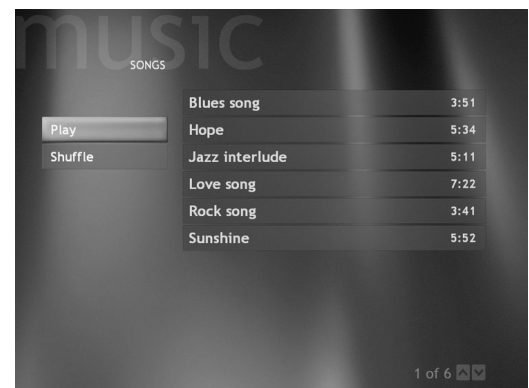 music
SONGS
Blues song 3:51
Play
Hope 5:34
Shuffle
Jazz interlude 5:11
Love song 7:22
Rock song 3:41
Sunshine 5:52
1 of 6